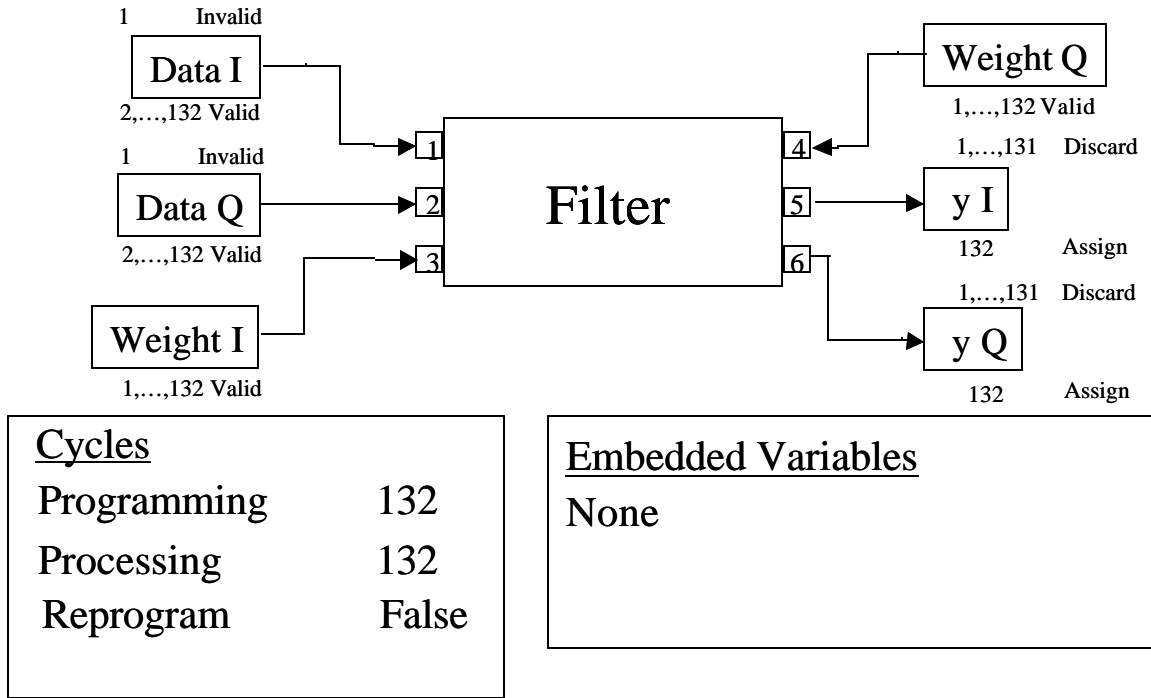 1 Invalid
Data I
2,...,132 Valid
1 Invalid
Data Q
2,...,132 Valid
Weight I
1,...,132 Valid
1
2
3
Filter
4
5
6
Weight Q
1,...,132 Valid
1,...,131 Discard
y I
132 Assign
1,...,131 Discard
y Q
132 Assign
Cycles
Programming 132
Processing 132
Reprogram False
Embedded Variables
None